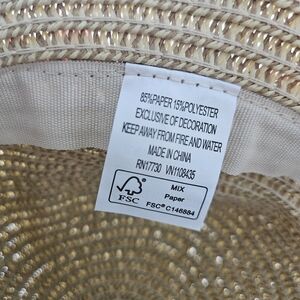 85%PAPER 15%POLYESTER
EXCLUSIVE OF DECORATION
KEEP AWAY FROM FIRE AND WATER
MADE IN CHINA
RN17730 VN1108435
FSC
MIX
Paper
FSC® C148884